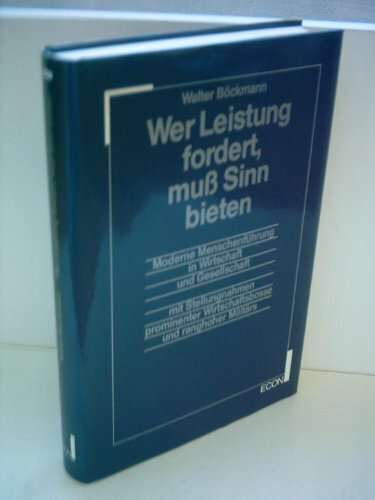 Walter Böckmann
Wer Leistung
fordert,
muß Sinn
bieten
Moderne Menschenführung
in Wirtschaft
und Gesellschaft
mit Stellungnahmen
prominenter Wirtschaftsbosse
und ranghoher Militärs
ECON